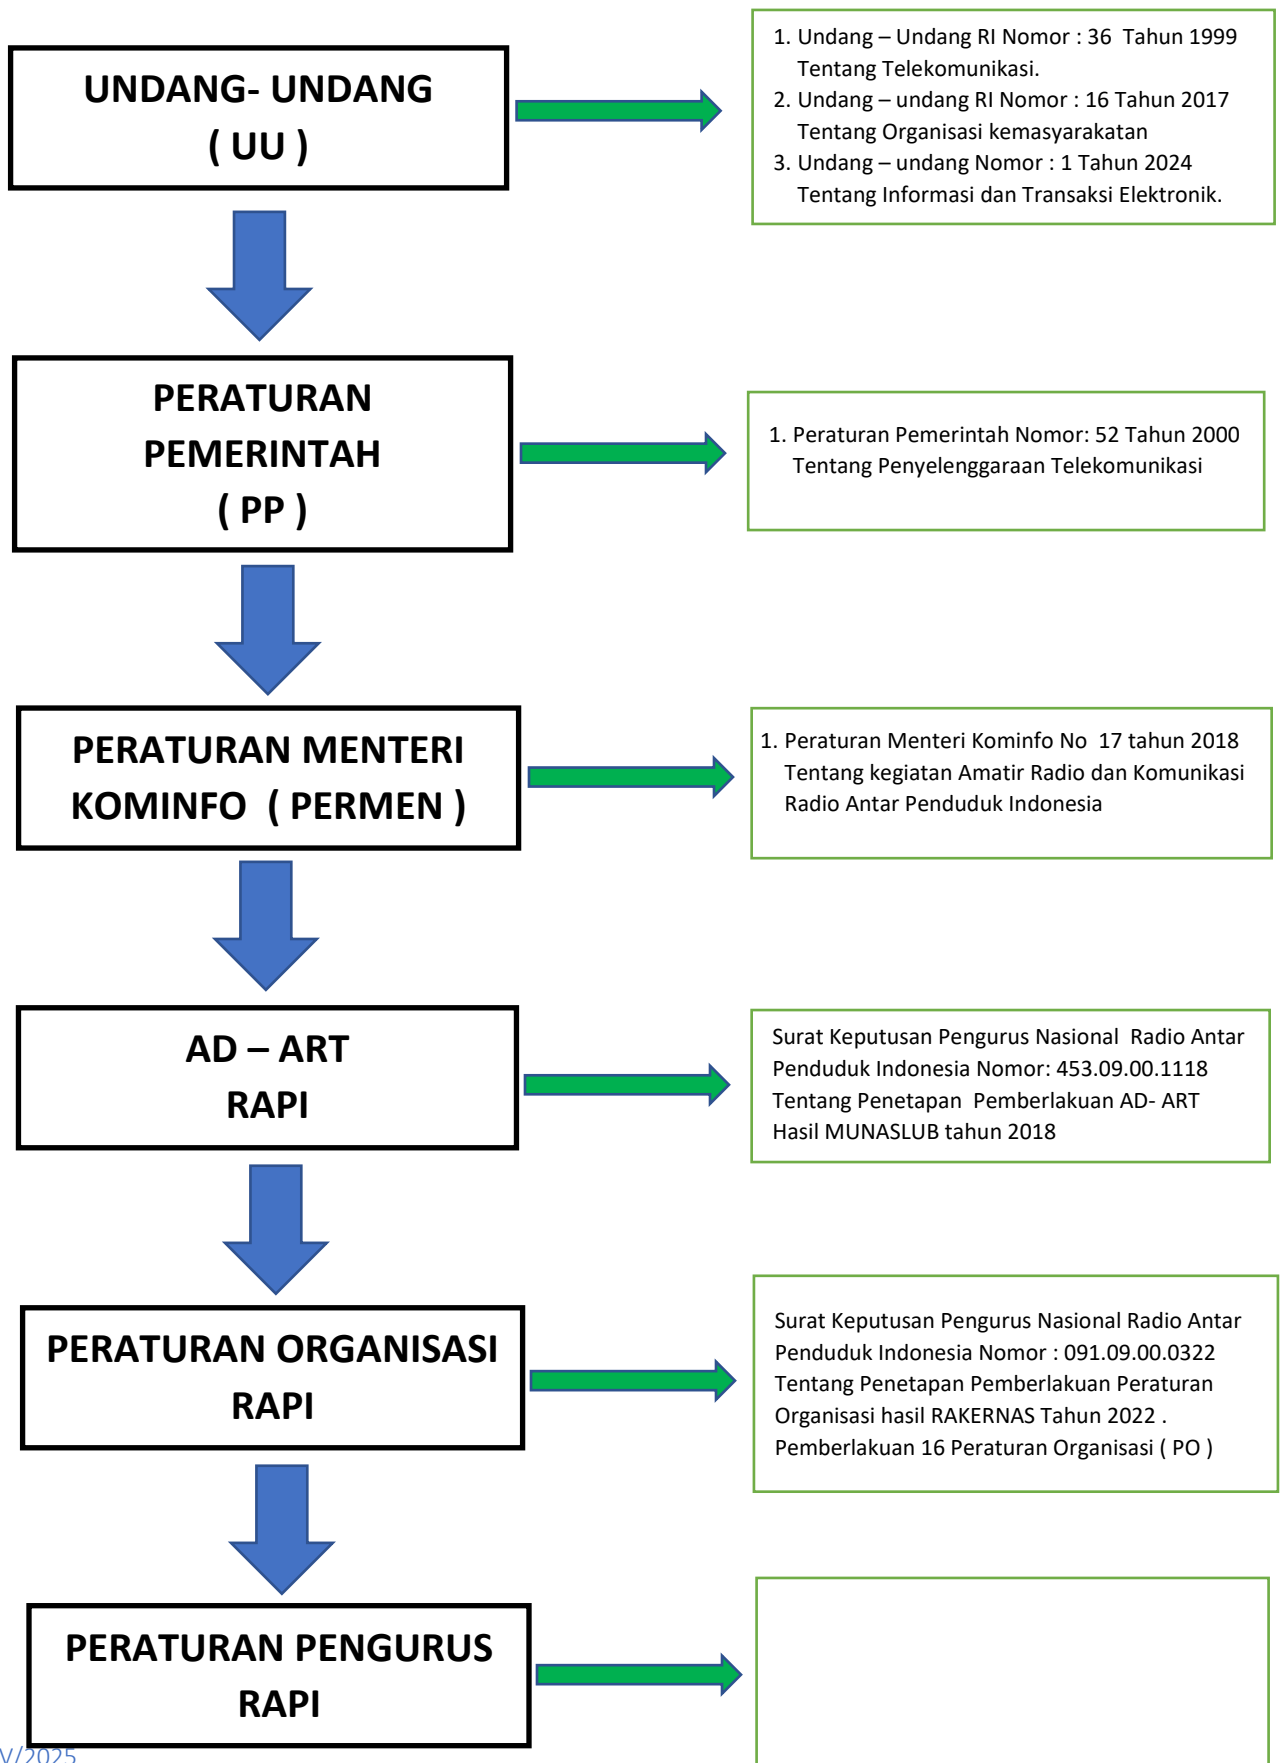 UNDANG- UNDANG
( UU )
1. Undang – Undang RI Nomor : 36  Tahun 1999
Tentang Telekomunikasi.
2. Undang – undang RI Nomor : 16 Tahun 2017
Tentang Organisasi kemasyarakatan
3. Undang – undang Nomor : 1 Tahun 2024
Tentang Informasi dan Transaksi Elektronik.
PERATURAN
PEMERINTAH
( PP )
1. Peraturan Pemerintah Nomor: 52 Tahun 2000
Tentang Penyelenggaraan Telekomunikasi
PERATURAN MENTERI
KOMINFO  ( PERMEN )
1. Peraturan Menteri Kominfo No  17 tahun 2018
Tentang kegiatan Amatir Radio dan Komunikasi
Radio Antar Penduduk Indonesia
AD – ART
RAPI
Surat Keputusan Pengurus Nasional  Radio Antar
Penduduk Indonesia Nomor: 453.09.00.1118
Tentang Penetapan  Pemberlakuan AD- ART
Hasil MUNASLUB tahun 2018
PERATURAN ORGANISASI
RAPI
Surat Keputusan Pengurus Nasional Radio Antar
Penduduk Indonesia Nomor : 091.09.00.0322
Tentang Penetapan Pemberlakuan Peraturan
Organisasi hasil RAKERNAS Tahun 2022 .
Pemberlakuan 16 Peraturan Organisasi ( PO )
PERATURAN PENGURUS
RAPI
V/2025